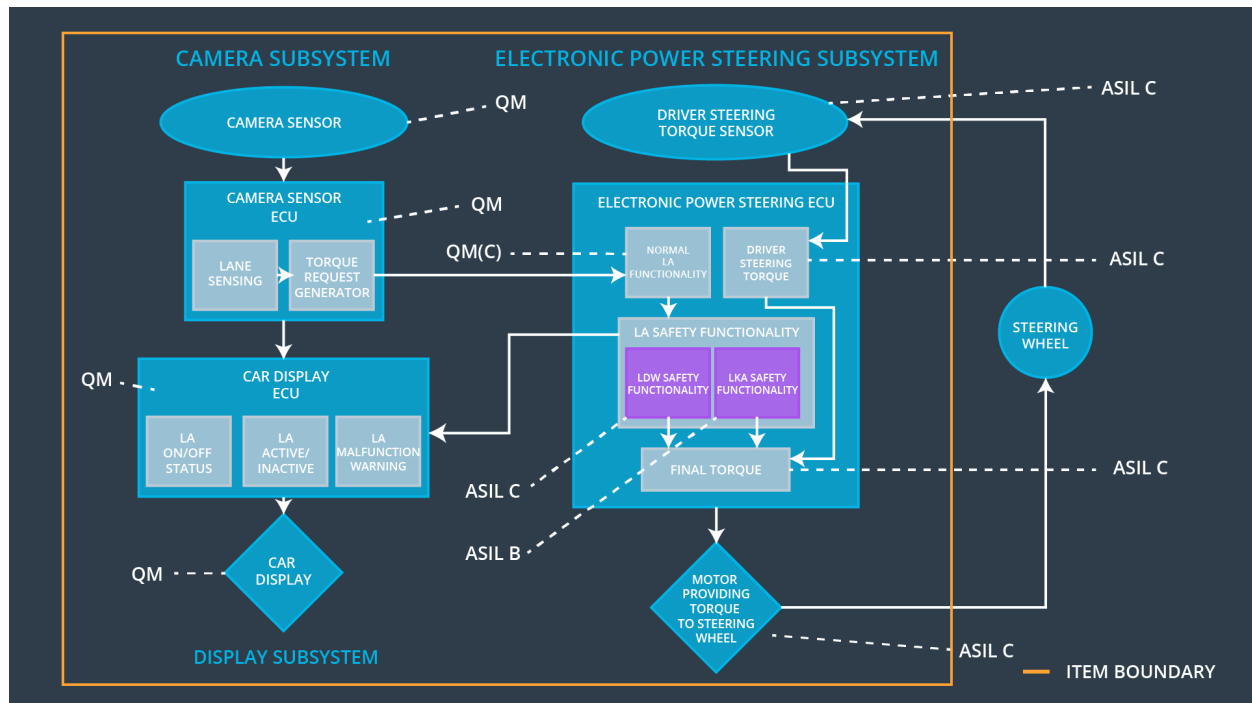 CAMERA SUBSYSTEM
ELECTRONIC POWER STEERING SUBSYSTEM
CAMERA SENSOR
QM
DRIVER STEERING
TORQUE SENSOR
ASIL C
CAMERA SENSOR
ECU
QM
ELECTRONIC POWER STEERING ECU
LANE
SENSING
TORQUE
REQUEST
GENERATOR
QM(C)
NORMAL
LA
FUNCTIONALITY
DRIVER
STEERING
TORQUE
ASIL C
STEERING
WHEEL
LA SAFETY FUNCTIONALITY
LDW SAFETY
FUNCTIONALITY
LKA SAFETY
FUNCTIONALITY
QM
CAR DISPLAY
ECU
LA
ON/OFF
STATUS
LA
ACTIVE/
INACTIVE
LA
MALFUNCTION
WARNING
FINAL TORQUE
ASIL C
ASIL C
ASIL B
QM
CAR
DISPLAY
MOTOR
PROVIDING
TORQUE
TO STEERING
WHEEL
ASIL C
DISPLAY SUBSYSTEM
ITEM BOUNDARY